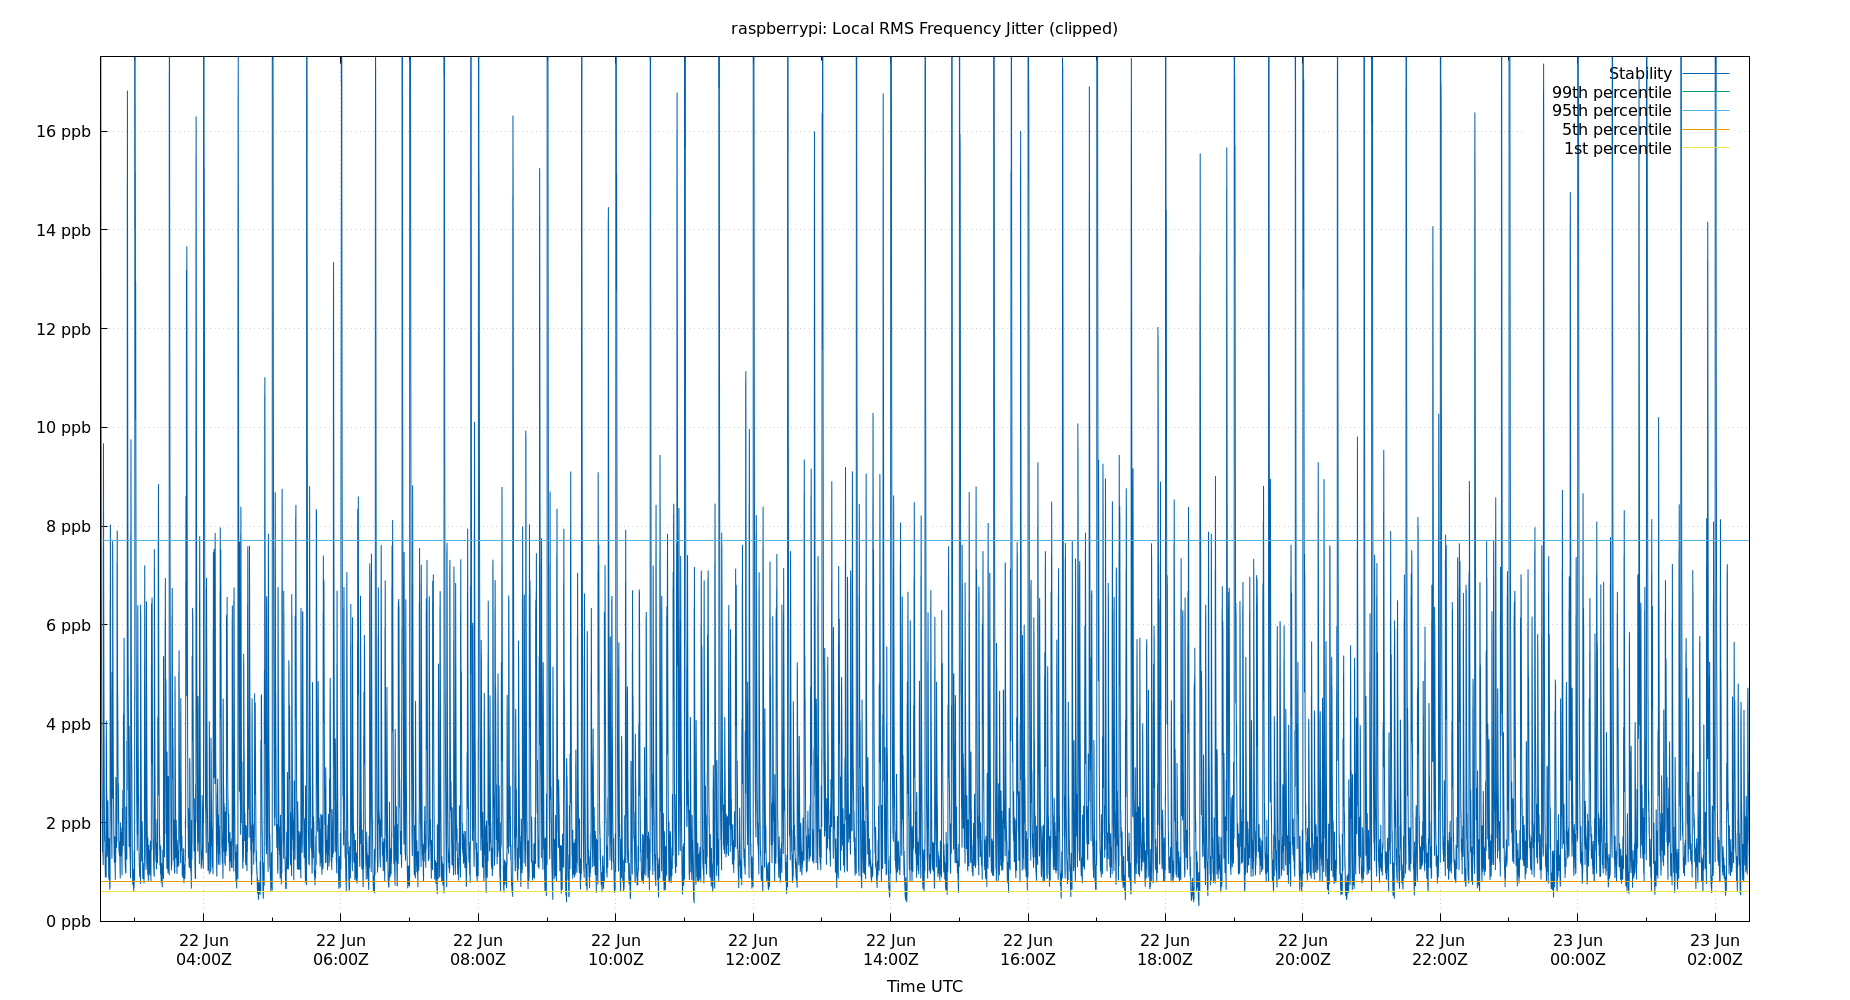 raspberrypi: Local RMS Frequency Jitter (clipped)
Stability
99th percentile
95th percentile
5th percentile
1st percentile
16 ppb
14 ppb
12 ppb
10 ppb
8 ppb
6 ppb
4 ppb
2 ppb
0 ppb
22 Jun 22 Jun 22 Jun 22 Jun 22 Jun 22 Jun 22 Jun 22 Jun 22 Jun 22 Jun 23 Jun 23 Jun
04:00Z 06:00Z 08:00Z 10:00Z 12:00Z 14:00Z 16:00Z 18:00Z 20:00Z 22:00Z 00:00Z 02:00Z
Time UTC